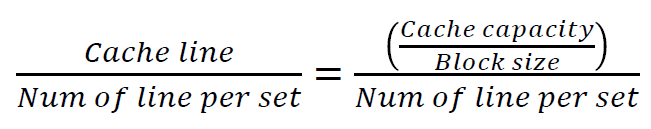 Cache line / Num of line per set = (Cache capacity / Block size) / Num of line per set